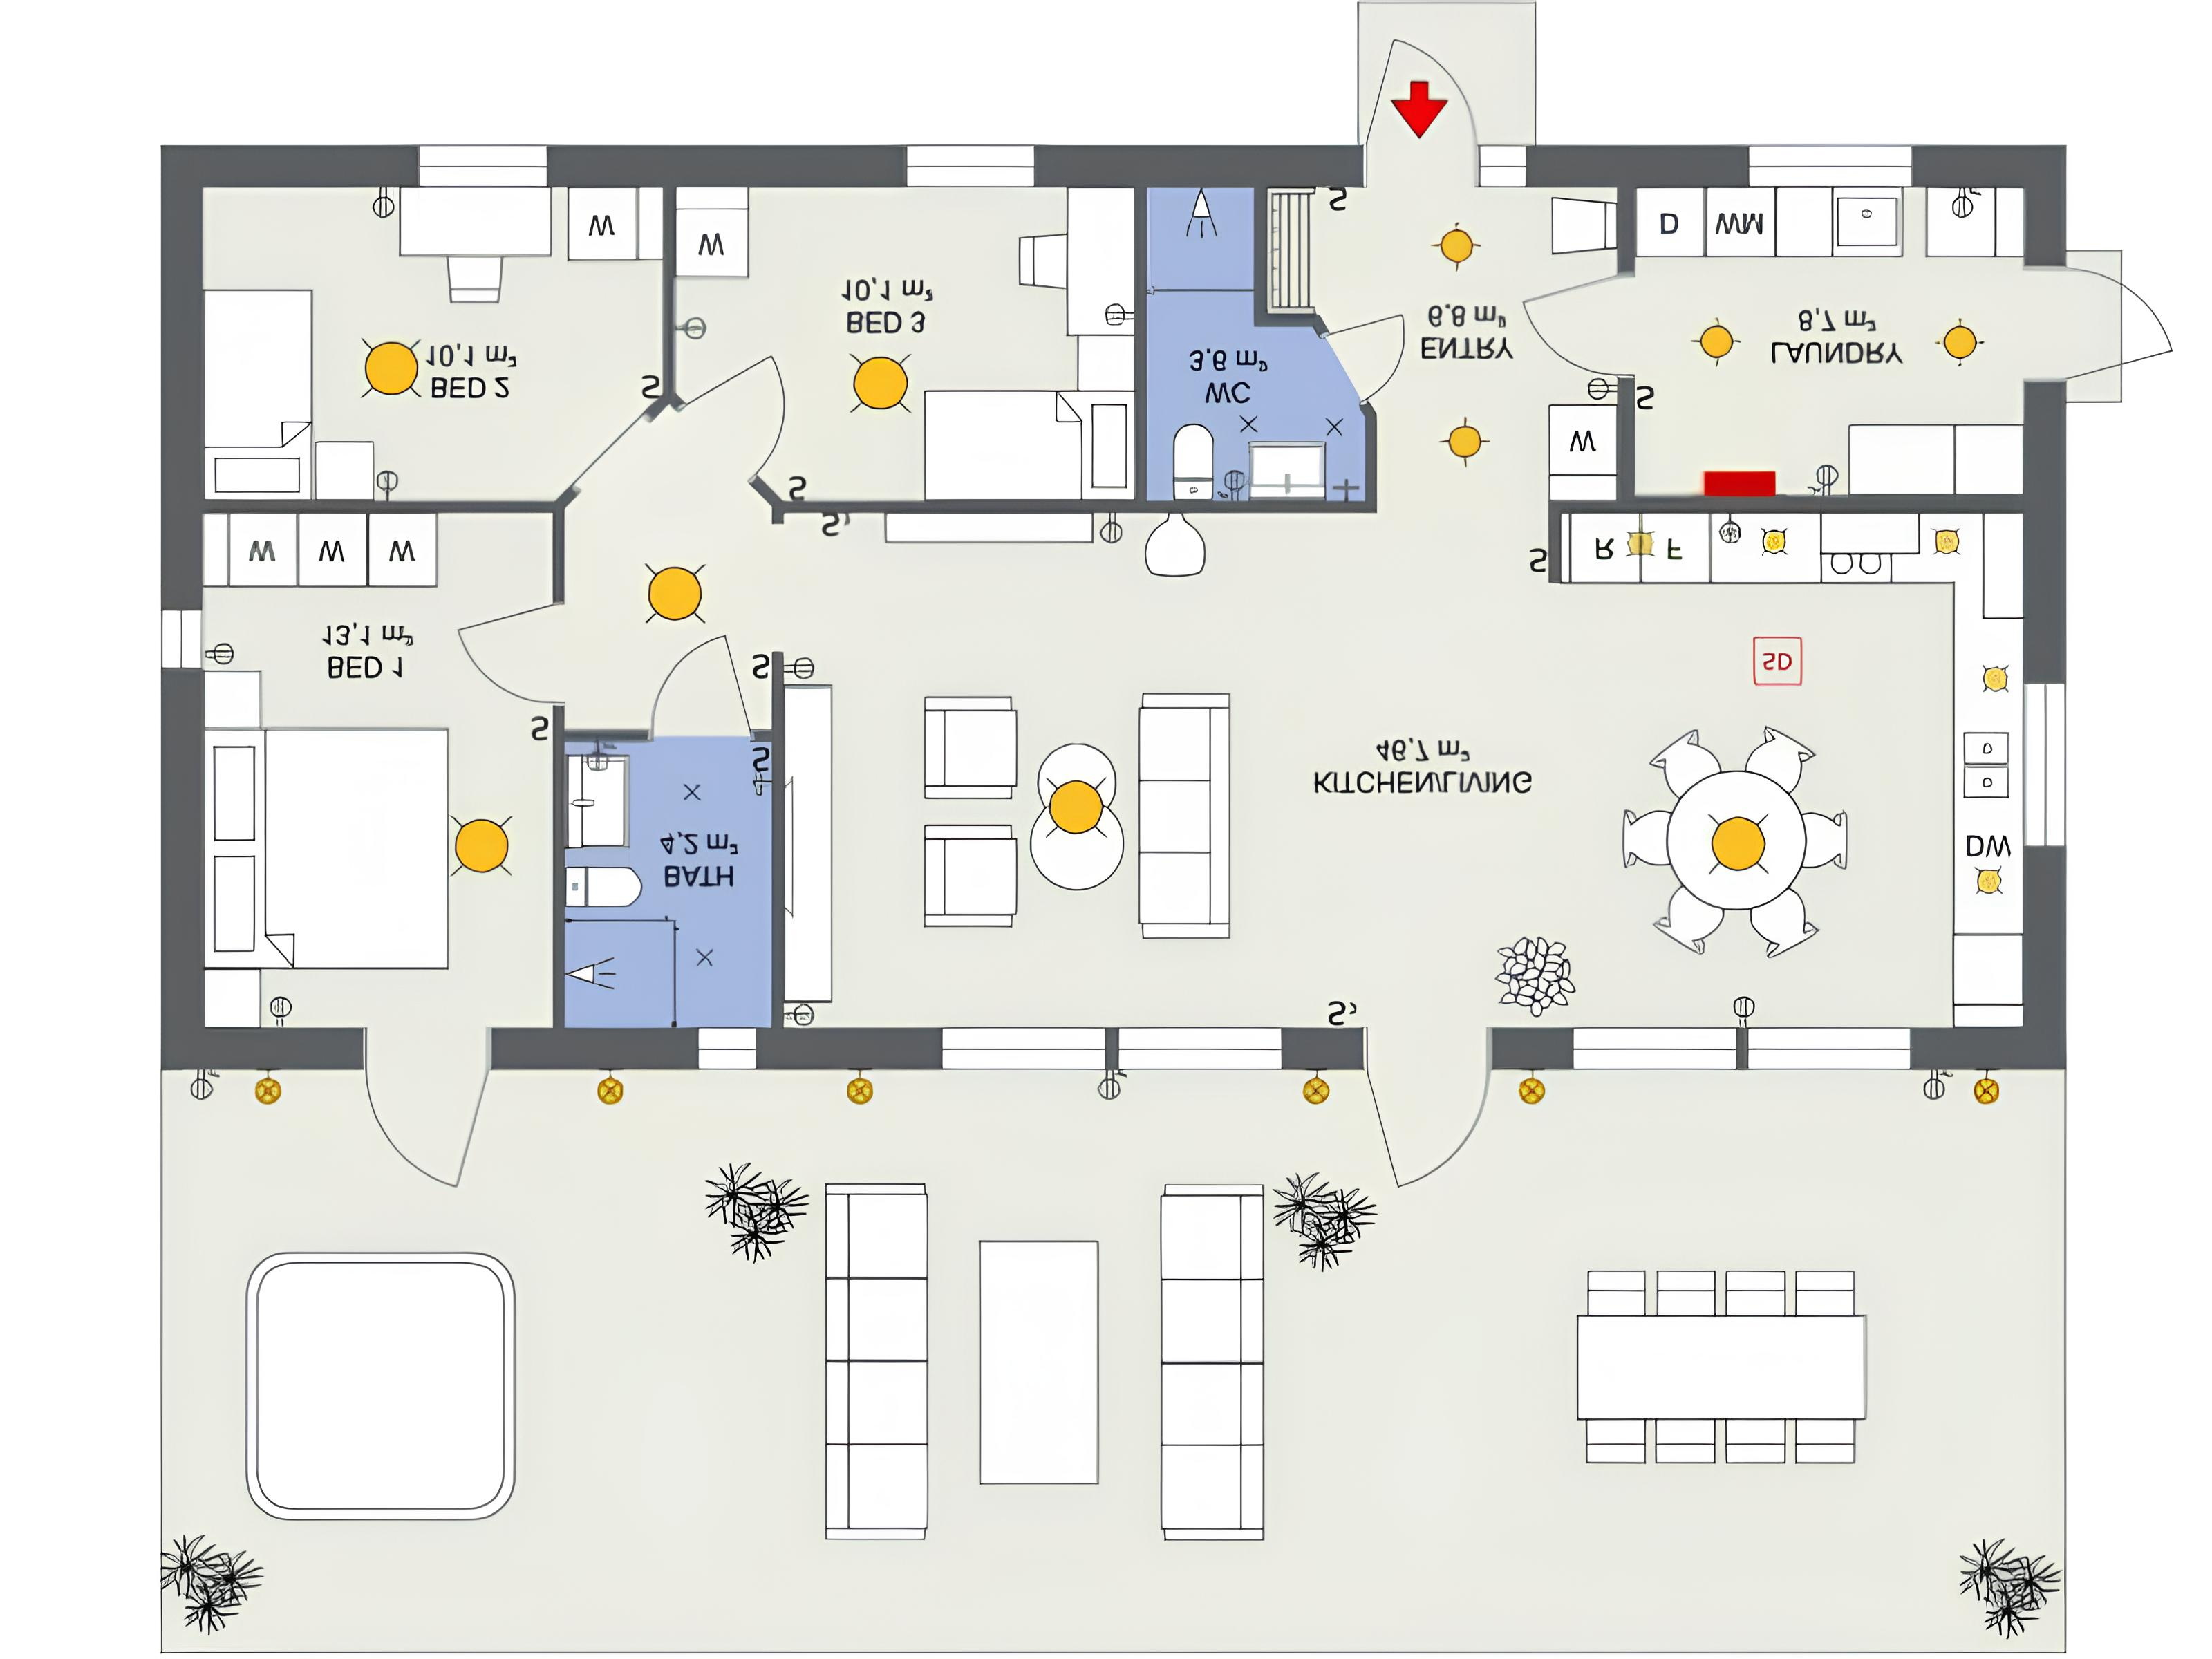 S
W
W
D
WM
BED 3
10,1 m²
ENTRY
6,8 m²
LAUNDRY
8,7 m²
BED 2
10,1 m²
WC
3,6 m²
S
S
W
S
W
W
W
S
R
F
BED 1
13,1 m²
S
SD
S
S
KITCHEN/LIVING
46,7 m²
BATH
4,2 m²
DW